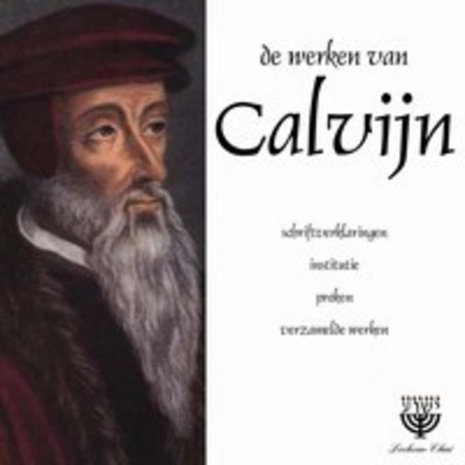 de werken van
Calvijn
schriftverklaringen
institutie
preken
verzamelde werken